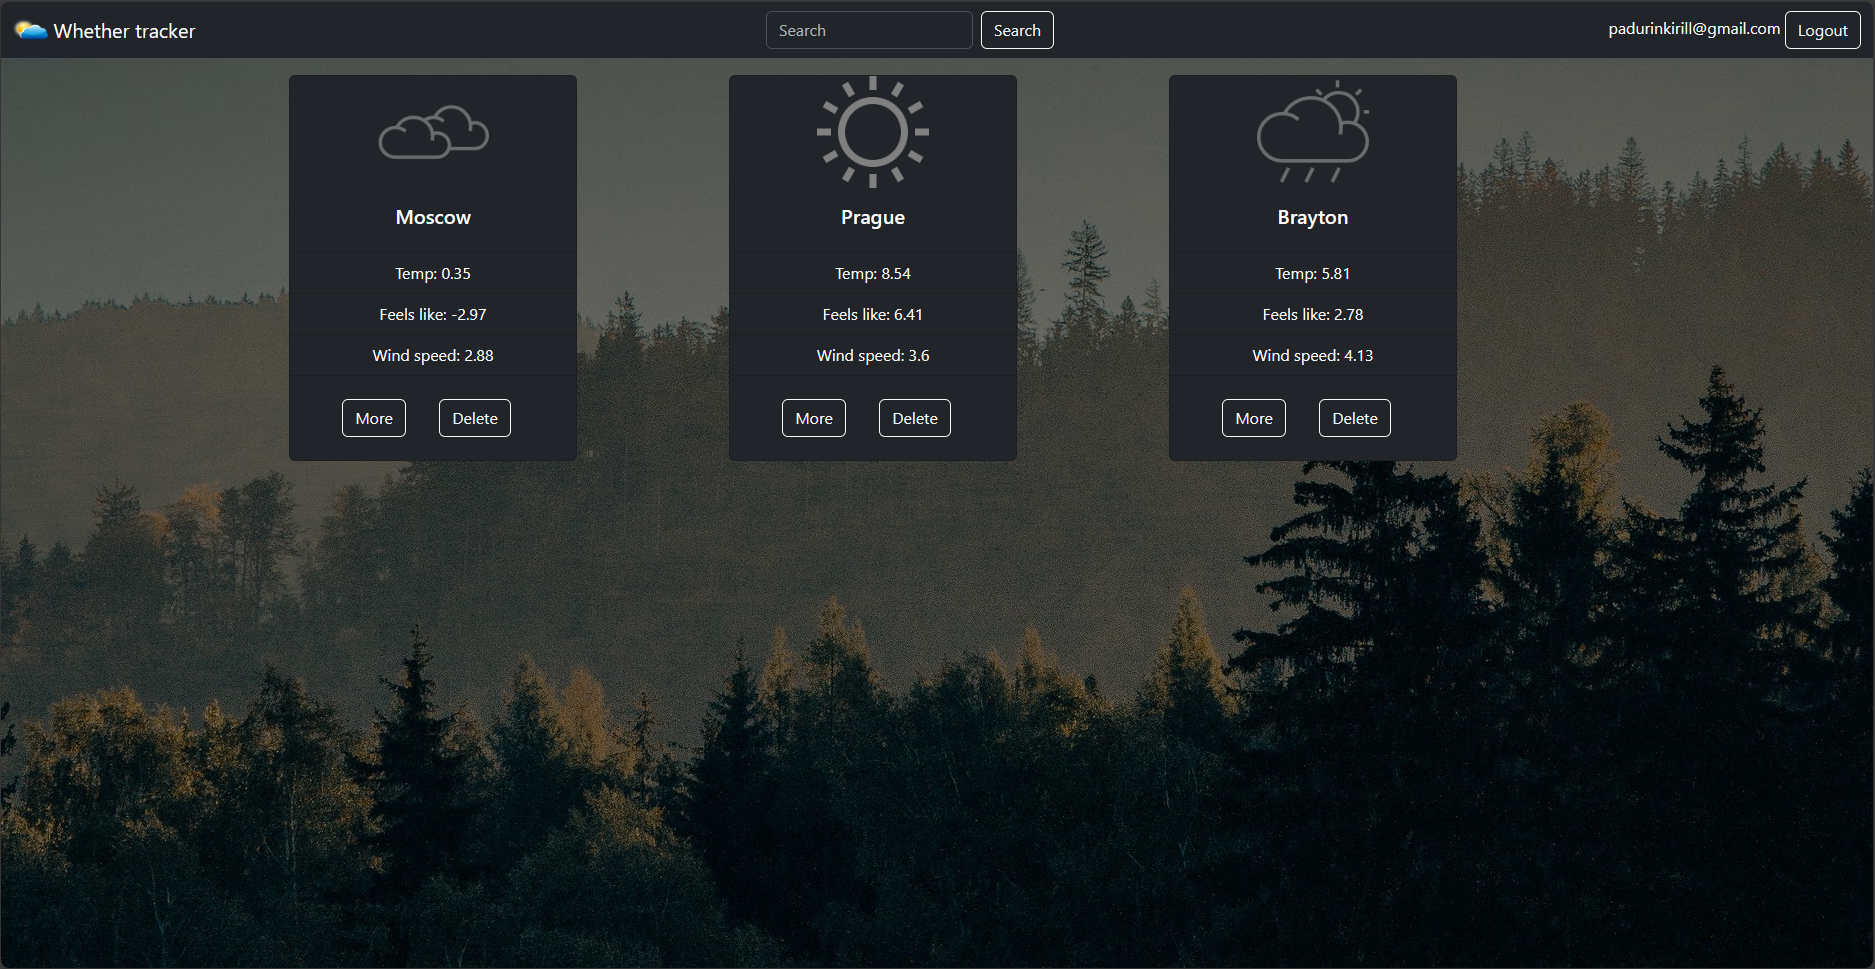 Whether tracker
Search
Search
padurinkirill@gmail.com
Logout
Moscow
Temp: 0.35
Feels like: -2.97
Wind speed: 2.88
More
Delete
Prague
Temp: 8.54
Feels like: 6.41
Wind speed: 3.6
More
Delete
Brayton
Temp: 5.81
Feels like: 2.78
Wind speed: 4.13
More
Delete